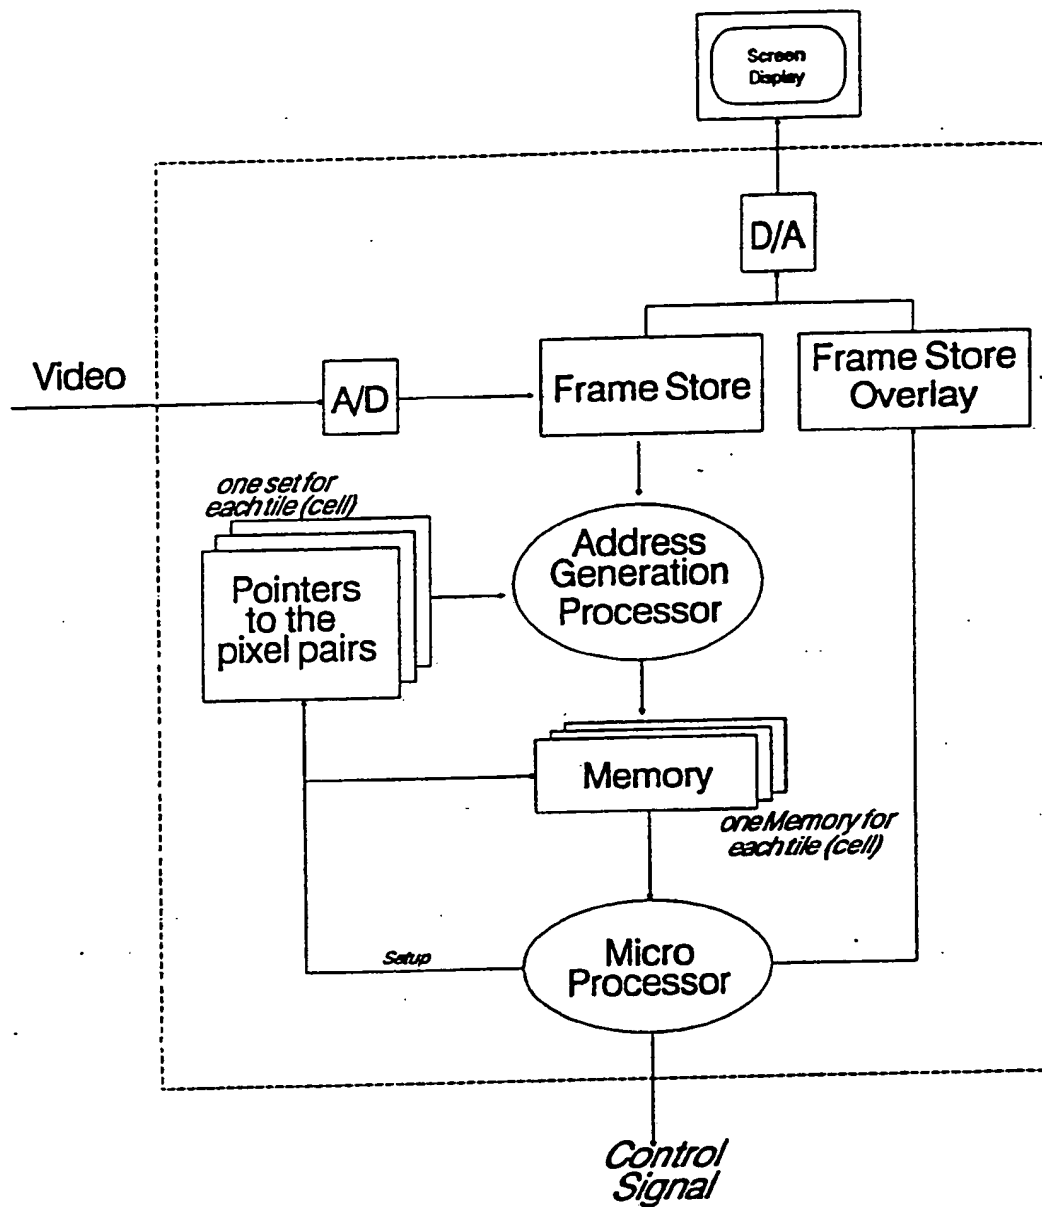 Screen
Display
D/A
Video
A/D
Frame Store
Frame Store
Overlay
one set for
each tile (cell)
Pointers
to the
pixel pairs
Address
Generation
Processor
Memory
one Memory for
each tile (cell)
Setup
Micro
Processor
Control
Signal